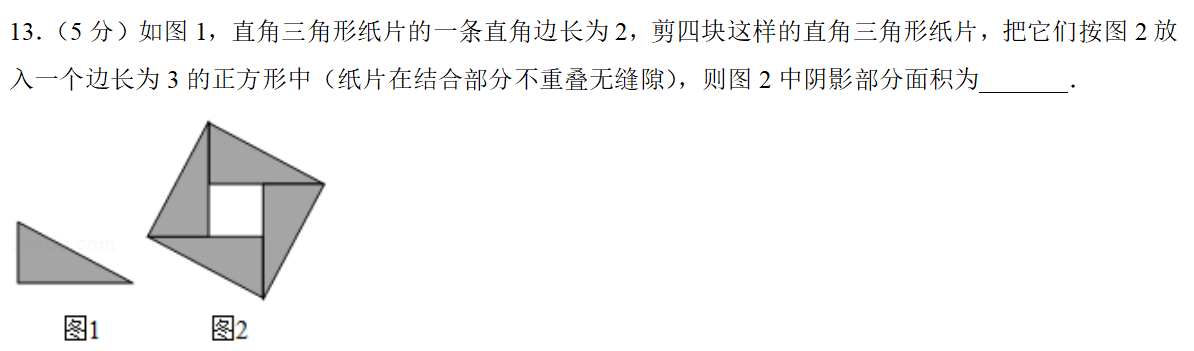 13.（5 分）如图 1，直角三角形纸片的一条直角边长为 2，剪四块这样的直角三角形纸片，把它们按图 2 放
入一个边长为 3 的正方形中（纸片在结合部分不重叠无缝隙），则图 2 中阴影部分面积为_______．
图1
图2